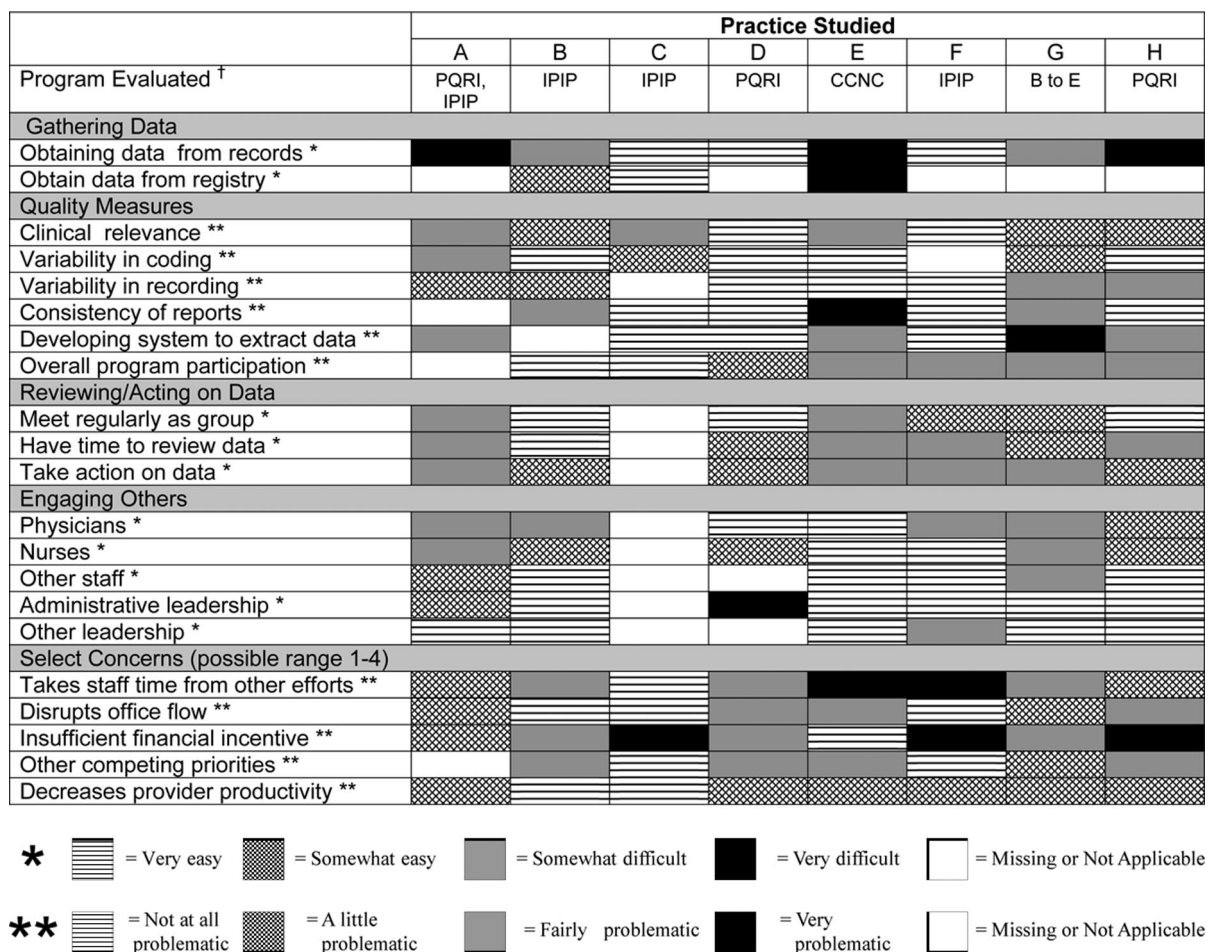 Practice Studied
A B C D E F G H
Program Evaluated † PQRI, IPIP IPIP IPIP PQRI CCNC IPIP B to E PQRI
Gathering Data
Obtaining data from records *
Obtain data from registry *
Quality Measures
Clinical relevance **
Variability in coding **
Variability in recording **
Consistency of reports **
Developing system to extract data **
Overall program participation **
Reviewing/Acting on Data
Meet regularly as group *
Have time to review data *
Take action on data *
Engaging Others
Physicians *
Nurses *
Other staff *
Administrative leadership *
Other leadership *
Select Concerns (possible range 1-4)
Takes staff time from other efforts **
Disrupts office flow **
Insufficient financial incentive **
Other competing priorities **
Decreases provider productivity **
* = Very easy = Somewhat easy = Somewhat difficult = Very difficult = Missing or Not Applicable
** = Not at all problematic = A little problematic = Fairly problematic = Very problematic = Missing or Not Applicable